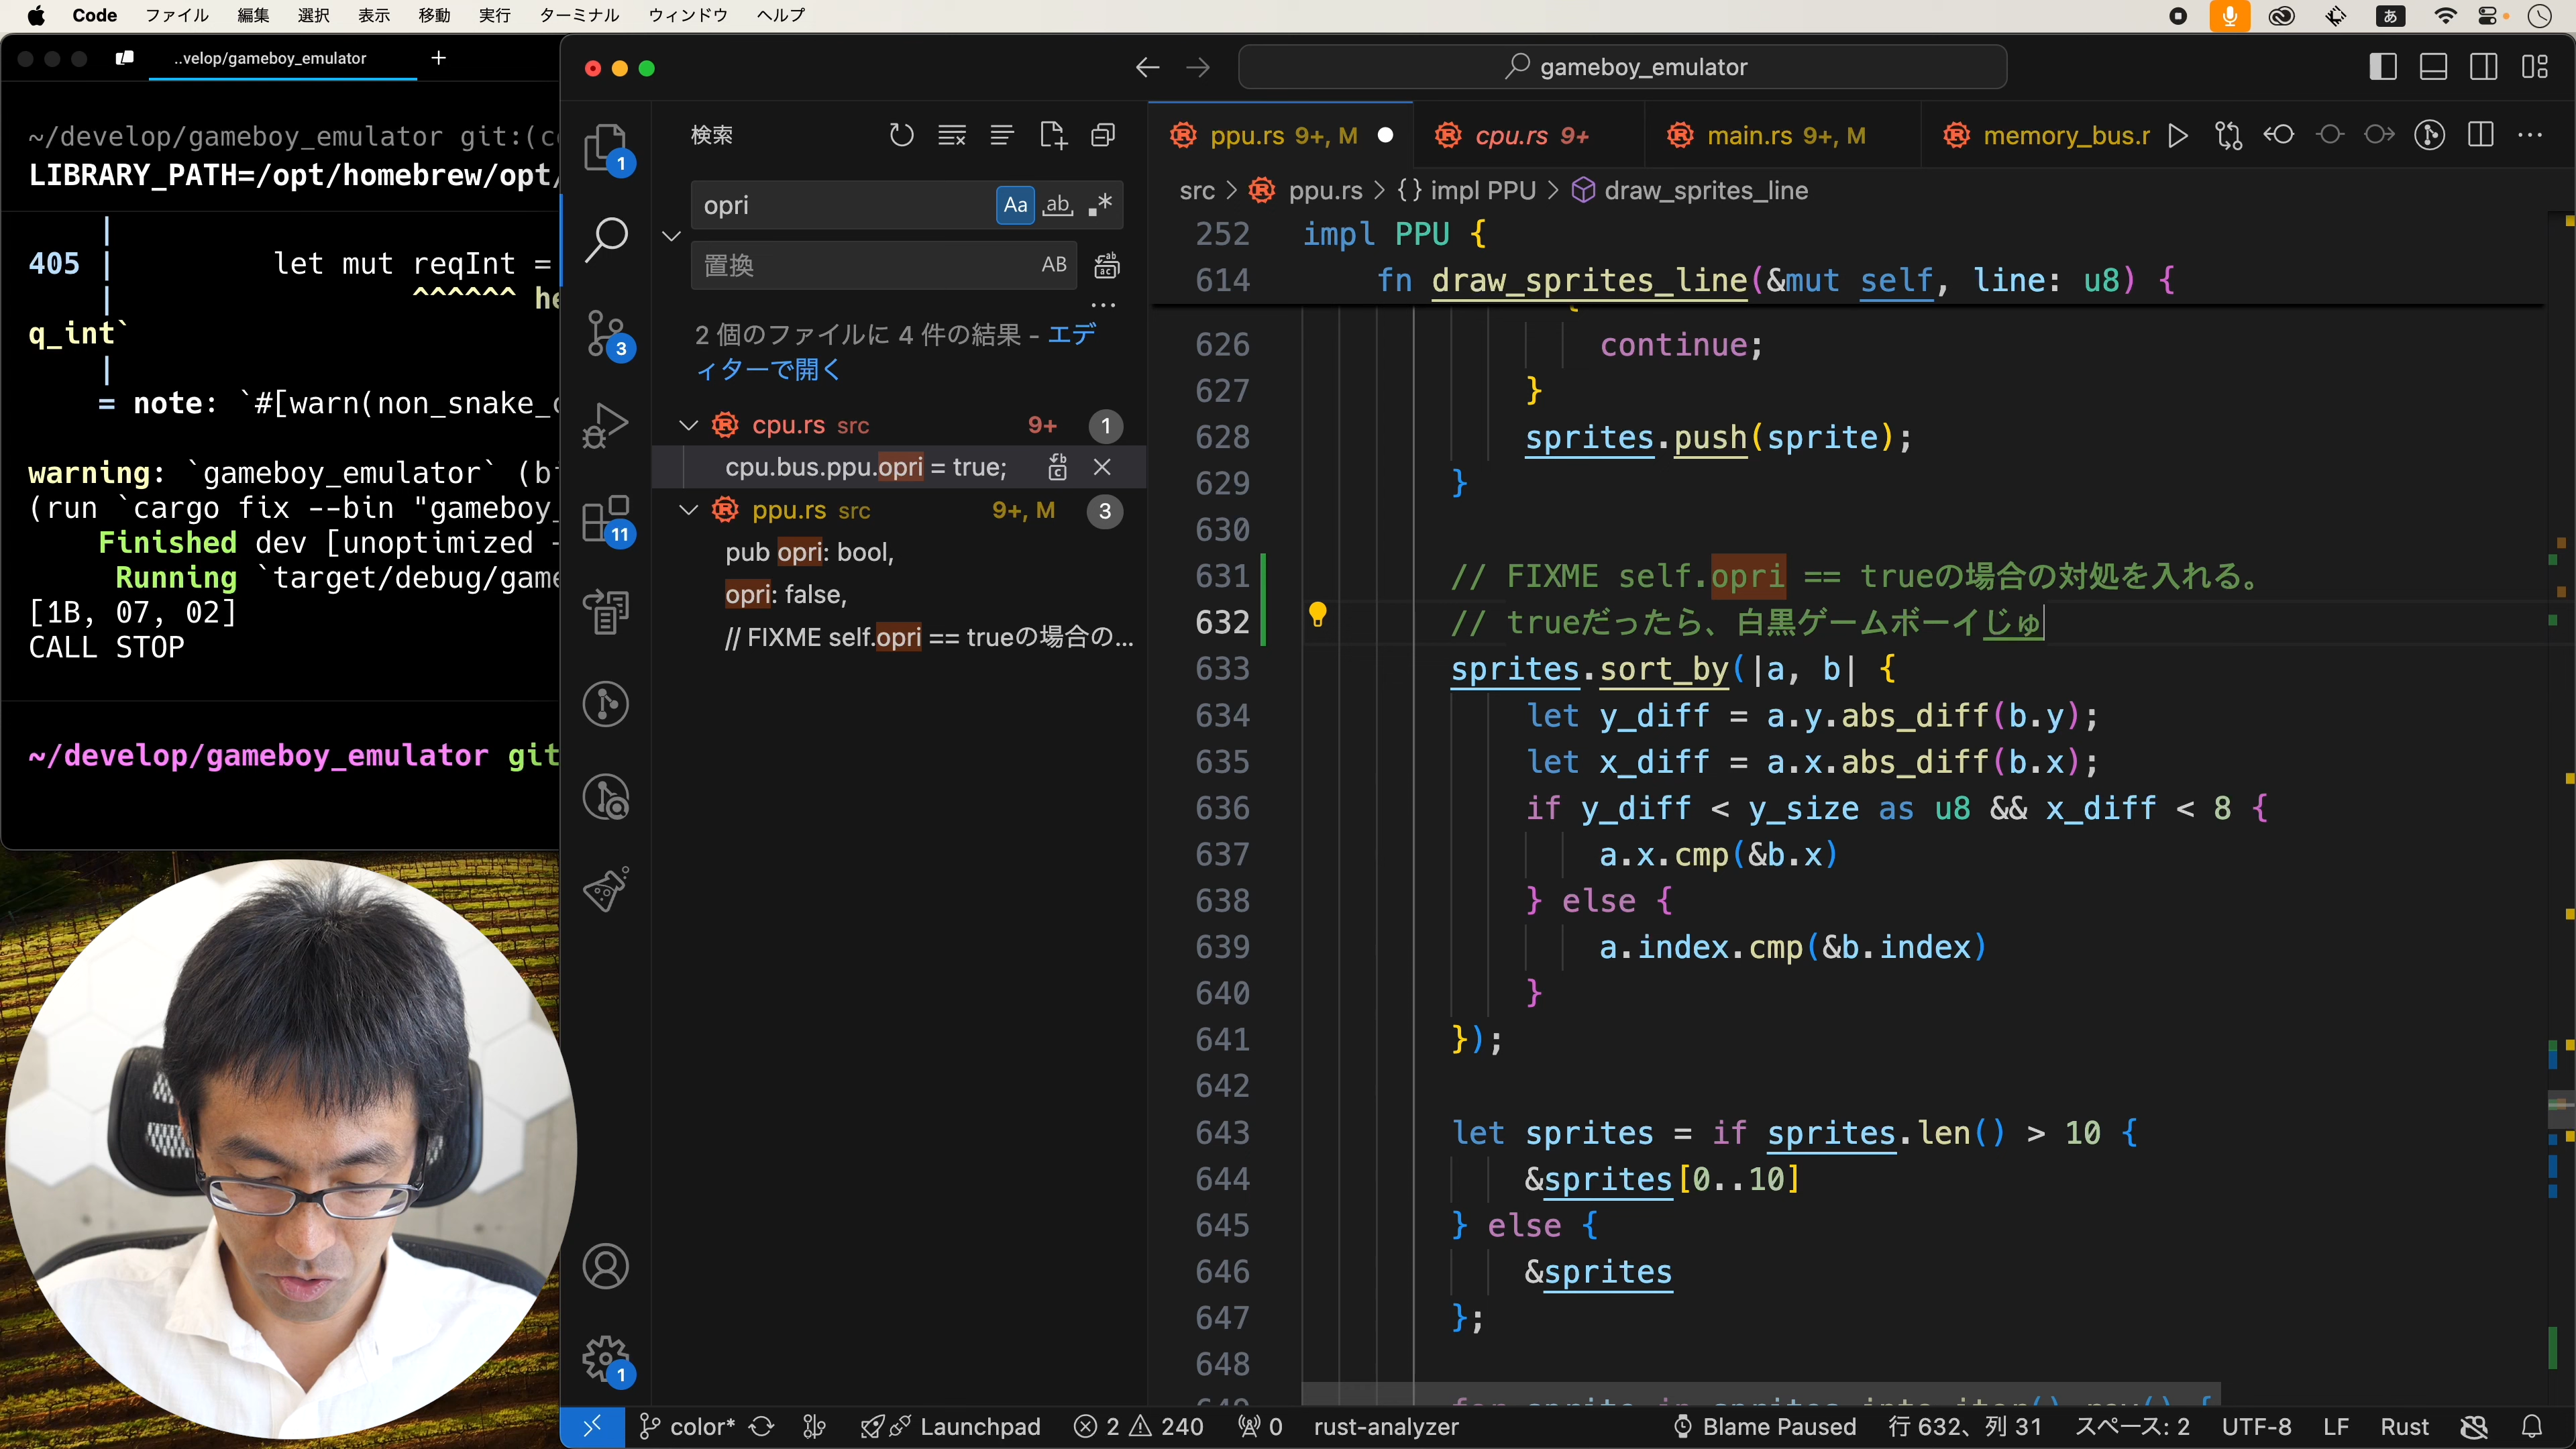 Code ファイル 編集 選択 表示 移動 実行 ターミナル ウィンドウ ヘルプ
あ
..velop/gameboy_emulator
~/develop/gameboy_emulator git:(c
LIBRARY_PATH=/opt/homebrew/opt/
|
405 | let mut reqInt =
| ^^^^^^ he
q_int`
|
= note: `#[warn(non_snake_c
warning: `gameboy_emulator` (bi
(run `cargo fix --bin "gameboy_
Finished dev [unoptimized
Running `target/debug/game
[1B, 07, 02]
CALL STOP
~/develop/gameboy_emulator git
gameboy_emulator
1
3
11
1
検索
opri
Aa ab .*
置換
AB
2 個のファイルに 4 件の結果 - エデ
ィターで開く
cpu.rs src 9+ 1
cpu.bus.ppu.opri = true;
ppu.rs src 9+, M 3
pub opri: bool,
opri: false,
// FIXME self.opri == trueの場合の...
ppu.rs 9+, M
cpu.rs 9+
main.rs 9+, M
memory_bus.r
src > ppu.rs > {} impl PPU > draw_sprites_line
252 impl PPU {
614 fn draw_sprites_line(&mut self, line: u8) {
626 continue;
627 }
628 sprites.push(sprite);
629 }
630
631 // FIXME self.opri == trueの場合の対処を入れる。
632 // trueだったら、白黒ゲームボーイじゅ
633 sprites.sort_by(|a, b| {
634 let y_diff = a.y.abs_diff(b.y);
635 let x_diff = a.x.abs_diff(b.x);
636 if y_diff < y_size as u8 && x_diff < 8 {
637 a.x.cmp(&b.x)
638 } else {
639 a.index.cmp(&b.index)
640 }
641 });
642
643 let sprites = if sprites.len() > 10 {
644 &sprites[0..10]
645 } else {
646 &sprites
647 };
648
color* Launchpad 2 240 0 rust-analyzer Blame Paused 行 632、列 31 スペース: 2 UTF-8 LF Rust